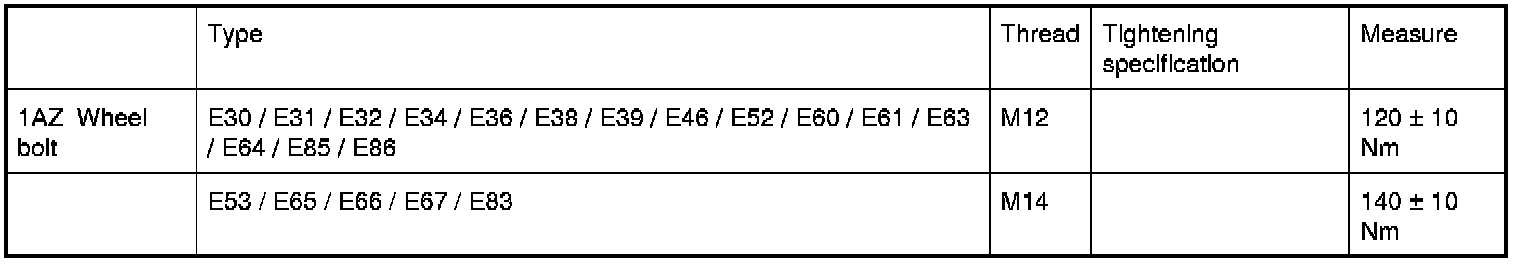 Type Thread Tightening Measure
specification
1AZ Wheel E30 / E31 / E32 / E34 / E36 / E38 / E39 / E46 / E52 / E60 / E61 / E63 M12 120 ± 10
bolt / E64 / E85 / E86 Nm
E53 / E65 / E66 / E67 / E83 M14 140 ± 10
Nm